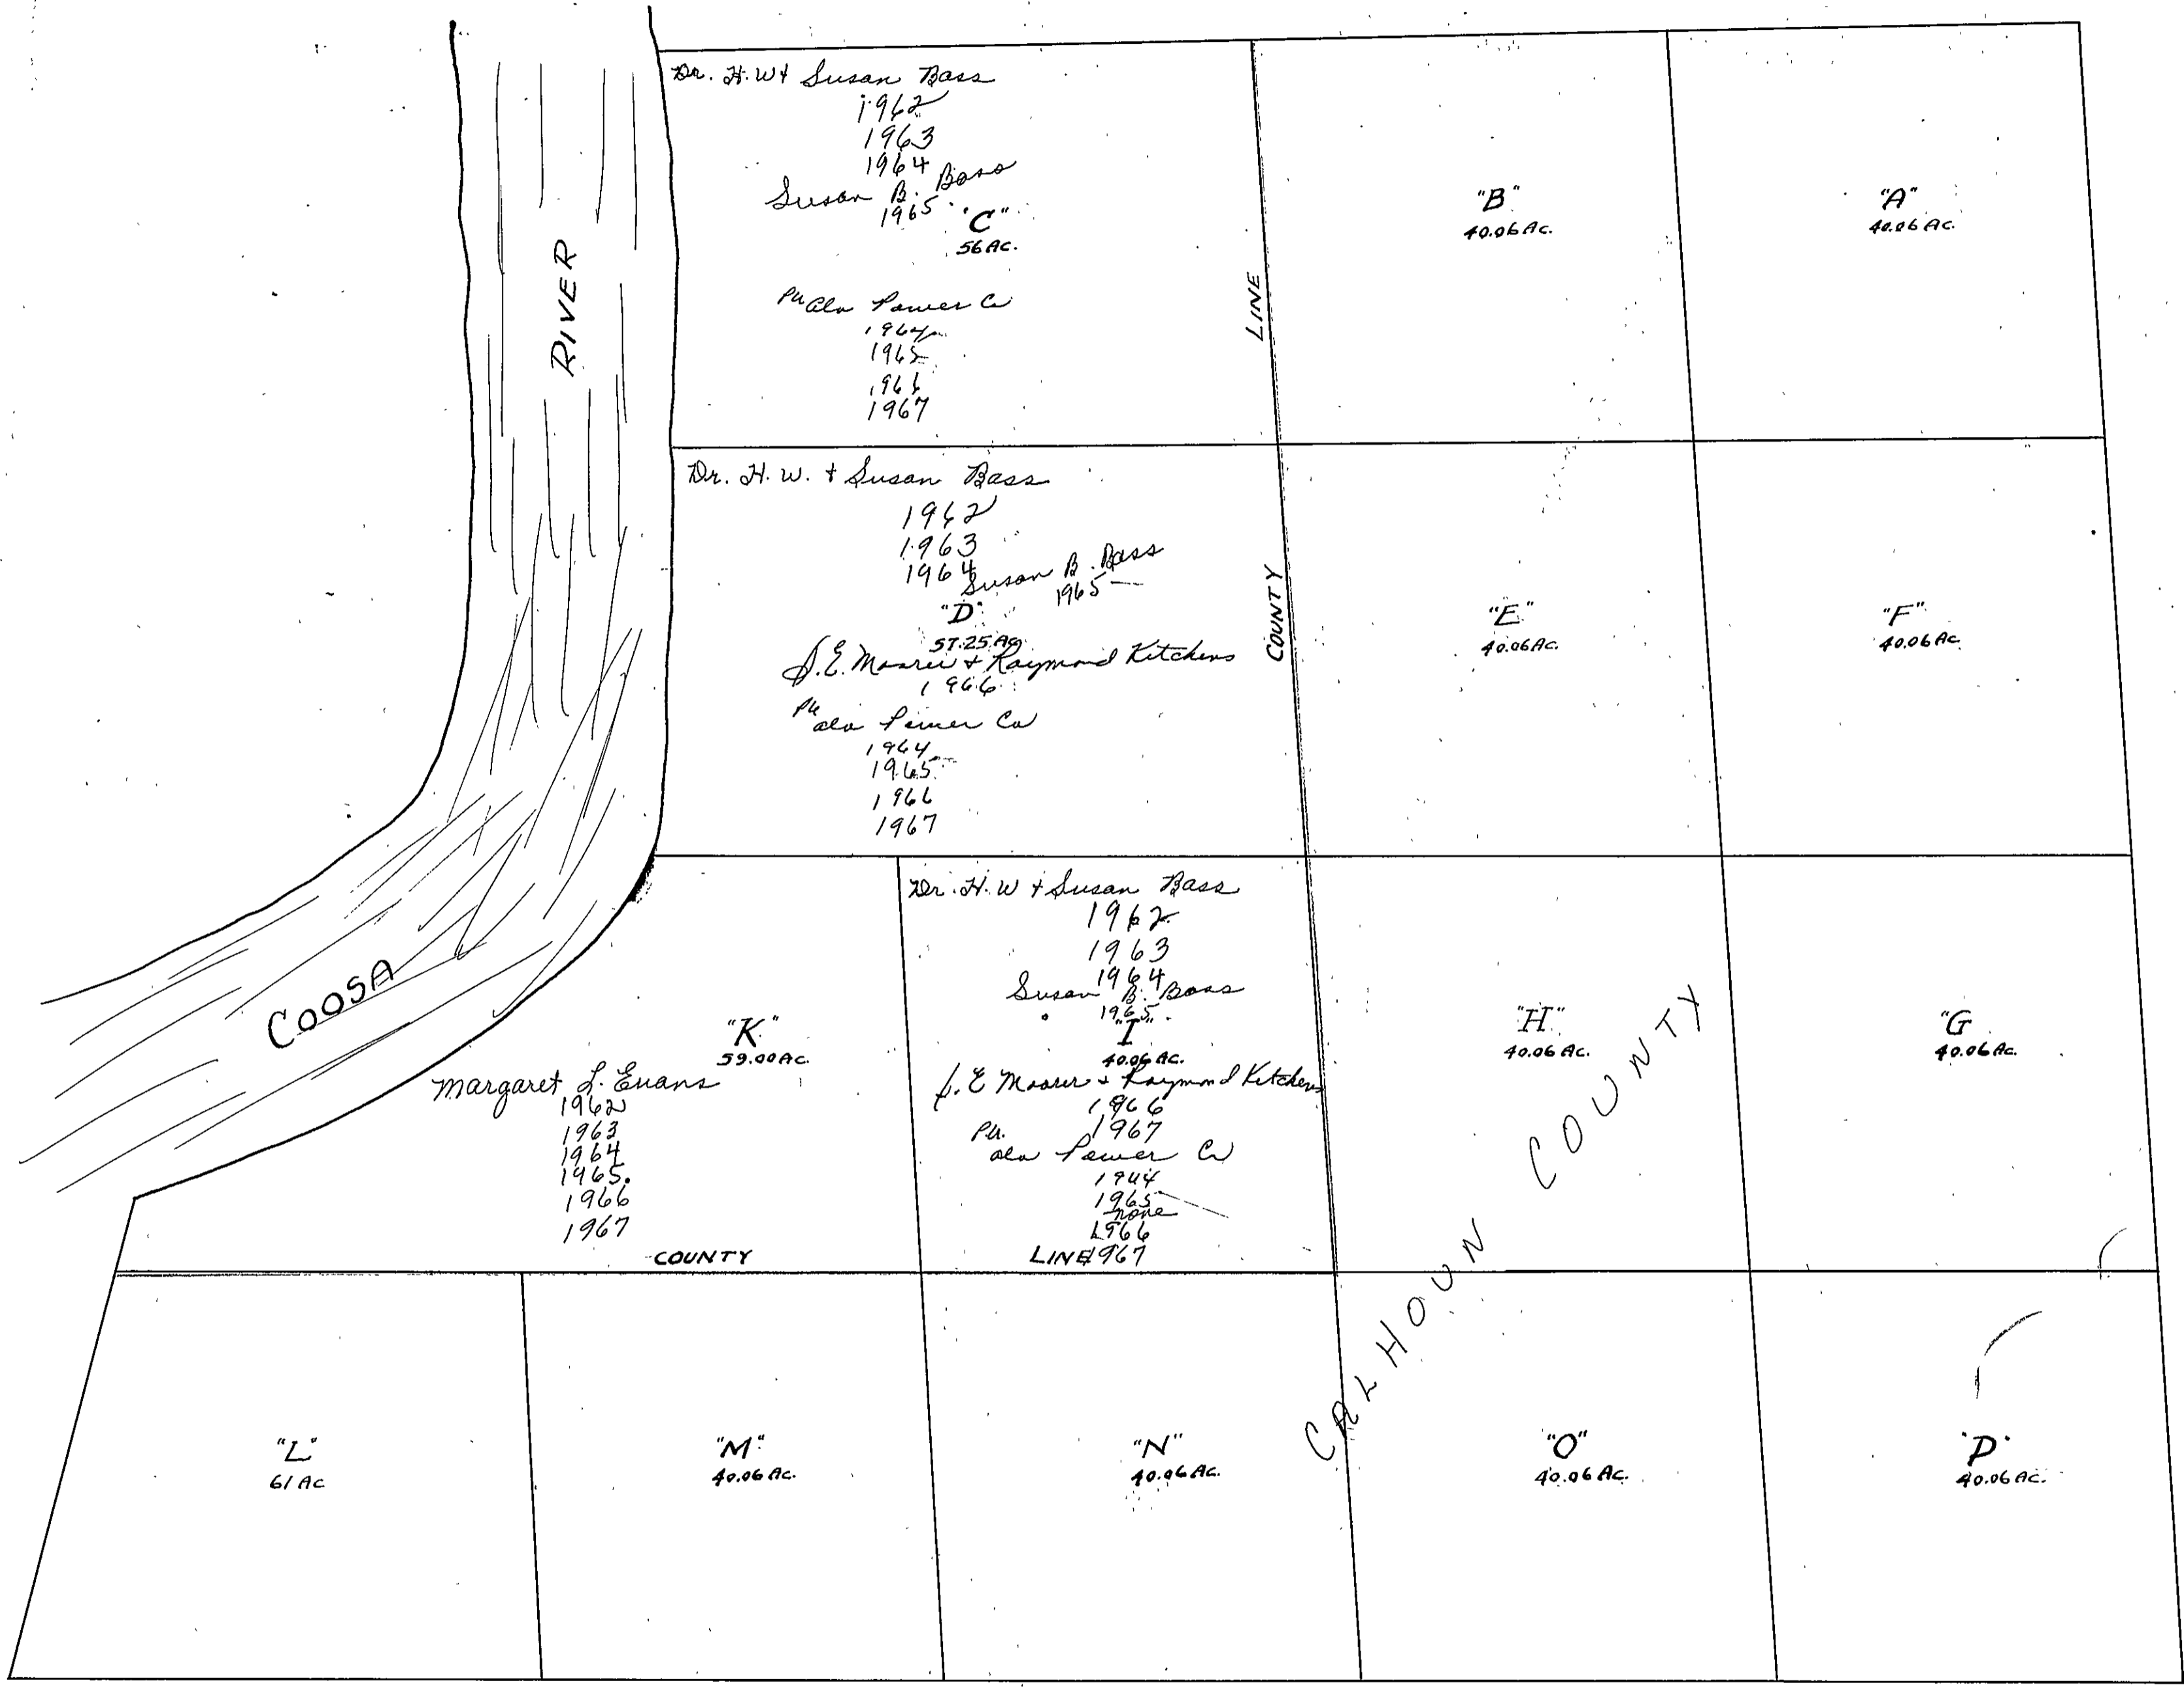 Dr. H. W & Susan Bass
1962
1963
1964
Susan B. Bass
1965
"C"
56 AC.
Ala Power Co
1964
1965
1966
1967
"B"
40.06 AC.
"A"
40.06 AC.
RIVER
LINE
Dr. H. W. & Susan Bass
1962
1963
1964
Susan B. Bass
1965
"D"
57.25 AC
J. E. Moorer & Raymond Kitchens
1966
Ala Power Co
1964
1965
1966
1967
COUNTY
"E"
40.06 AC.
"F"
40.06 AC.
COOSA
"K"
59.00 AC.
Margaret L. Evans
1962
1963
1964
1965.
1966
1967
Dr. H. W & Susan Bass
1962
1963
1964
Susan B. Bass
1965
"I"
40.06 AC.
J. E Moorer & Raymond Kitchens
1966
1967
Ala Power Co
1964
1965
none
1966
1967
COUNTY LINE
"H"
40.06 AC.
"G
40.06 AC.
CALHOUN COUNTY
"L"
61 AC
"M"
40.06 AC.
"N"
40.06 AC.
"O"
40.06 AC.
"P"
40.06 AC.